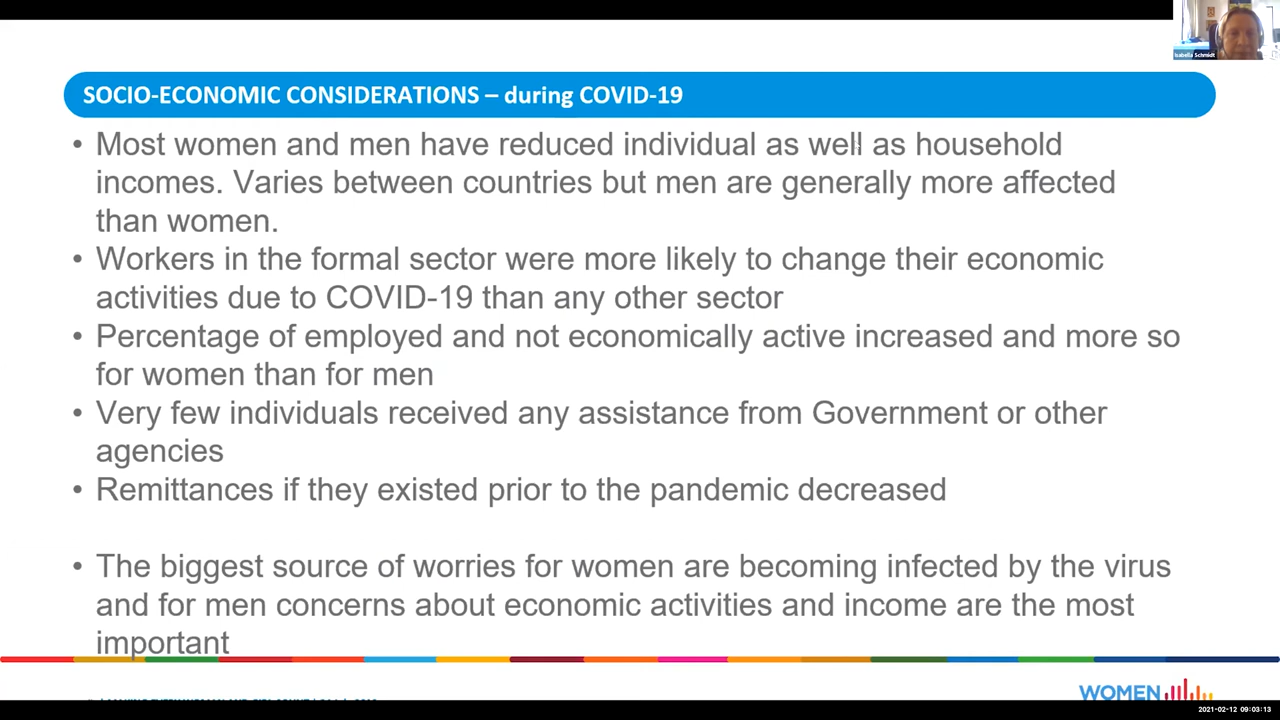 Isabella Schmidt
SOCIO-ECONOMIC CONSIDERATIONS – during COVID-19
• Most women and men have reduced individual as well as household
incomes. Varies between countries but men are generally more affected
than women.
• Workers in the formal sector were more likely to change their economic
activities due to COVID-19 than any other sector
• Percentage of employed and not economically active increased and more so
for women than for men
• Very few individuals received any assistance from Government or other
agencies
• Remittances if they existed prior to the pandemic decreased
• The biggest source of worries for women are becoming infected by the virus
and for men concerns about economic activities and income are the most
important
WOMEN
2021-02-12 09:03:13